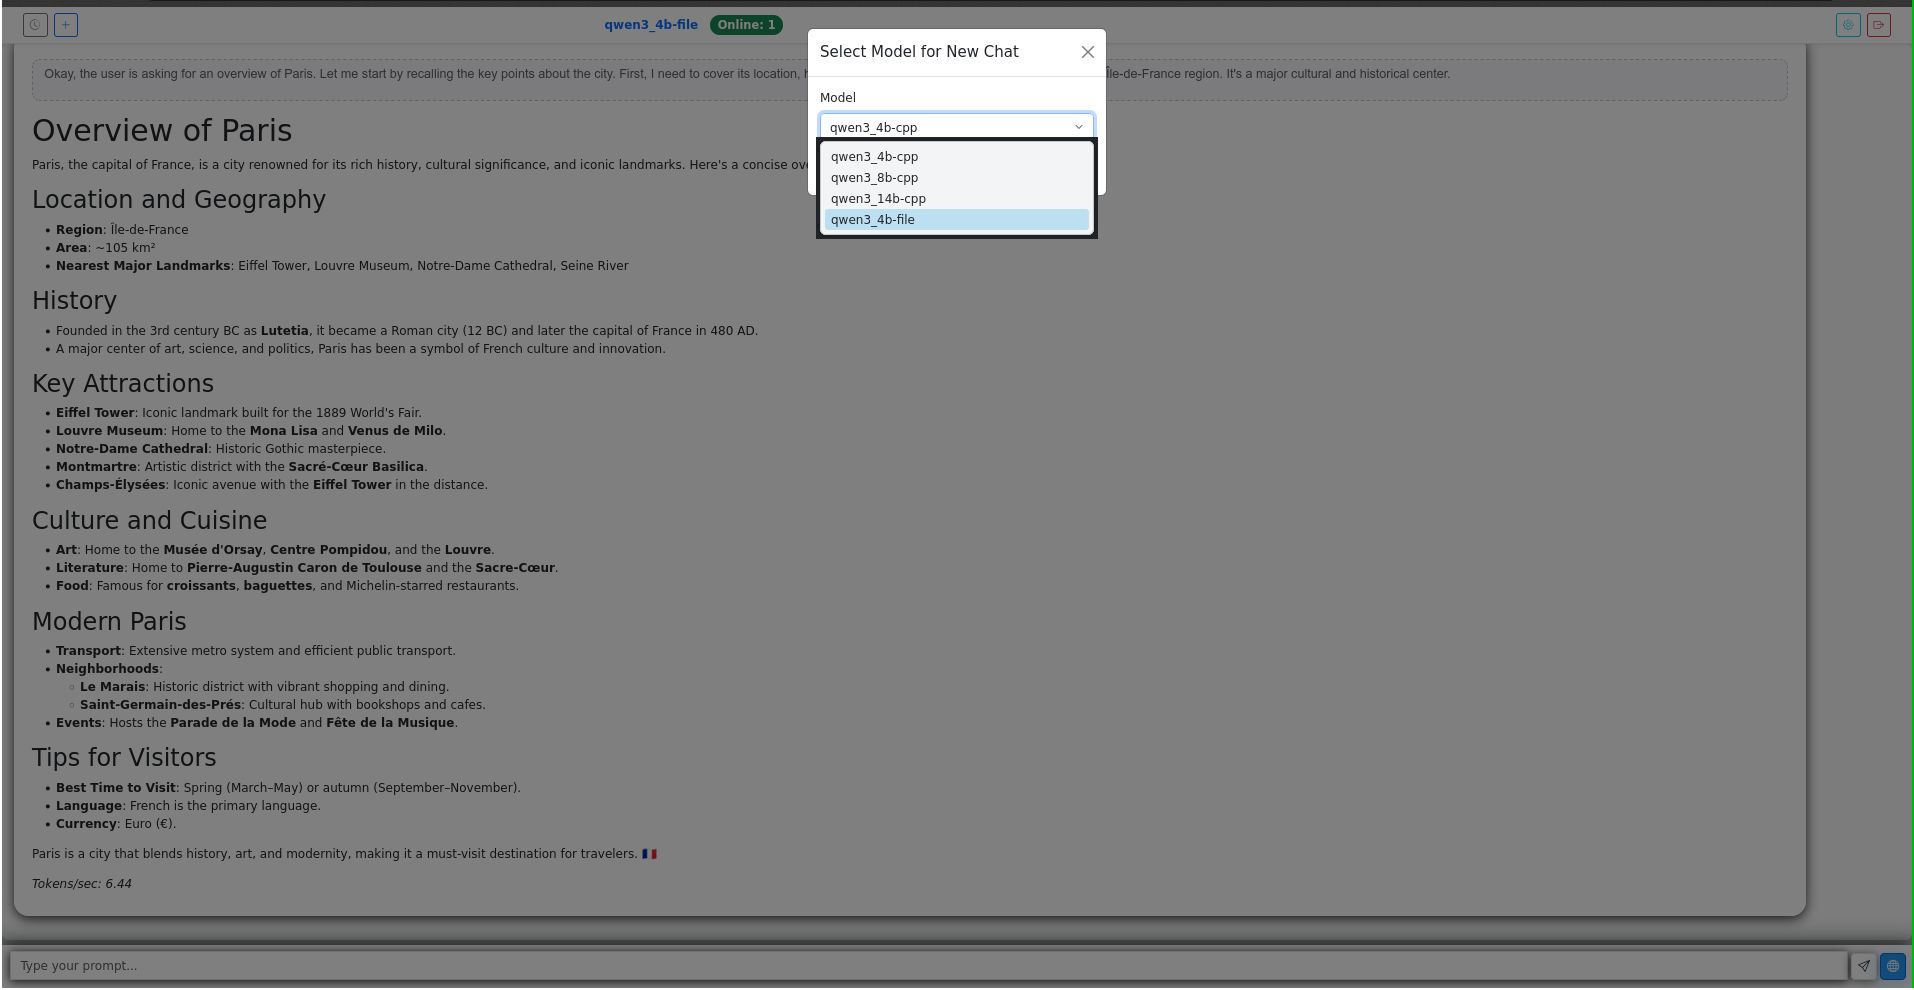 qwen3_4b-file Online: 1
Select Model for New Chat
Model
qwen3_4b-cpp
qwen3_4b-cpp
qwen3_8b-cpp
qwen3_14b-cpp
qwen3_4b-file
Okay, the user is asking for an overview of Paris. Let me start by recalling the key points about the city. First, I need to cover its location, Île-de-France region. It's a major cultural and historical center.
Overview of Paris
Paris, the capital of France, is a city renowned for its rich history, cultural significance, and iconic landmarks. Here's a concise
Location and Geography
• Region: Île-de-France
• Area: ~105 km²
• Nearest Major Landmarks: Eiffel Tower, Louvre Museum, Notre-Dame Cathedral, Seine River
History
• Founded in the 3rd century BC as Lutetia, it became a Roman city (12 BC) and later the capital of France in 480 AD.
• A major center of art, science, and politics, Paris has been a symbol of French culture and innovation.
Key Attractions
• Eiffel Tower: Iconic landmark built for the 1889 World's Fair.
• Louvre Museum: Home to the Mona Lisa and Venus de Milo.
• Notre-Dame Cathedral: Historic Gothic masterpiece.
• Montmartre: Artistic district with the Sacré-Cœur Basilica.
• Champs-Élysées: Iconic avenue with the Eiffel Tower in the distance.
Culture and Cuisine
• Art: Home to the Musée d'Orsay, Centre Pompidou, and the Louvre.
• Literature: Home to Pierre-Augustin Caron de Toulouse and the Sacre-Cœur.
• Food: Famous for croissants, baguettes, and Michelin-starred restaurants.
Modern Paris
• Transport: Extensive metro system and efficient public transport.
• Neighborhoods:
◦ Le Marais: Historic district with vibrant shopping and dining.
◦ Saint-Germain-des-Prés: Cultural hub with bookshops and cafes.
• Events: Hosts the Parade de la Mode and Fête de la Musique.
Tips for Visitors
• Best Time to Visit: Spring (March–May) or autumn (September–November).
• Language: French is the primary language.
• Currency: Euro (€).
Paris is a city that blends history, art, and modernity, making it a must-visit destination for travelers. 🇫🇷
Tokens/sec: 6.44
Type your prompt...